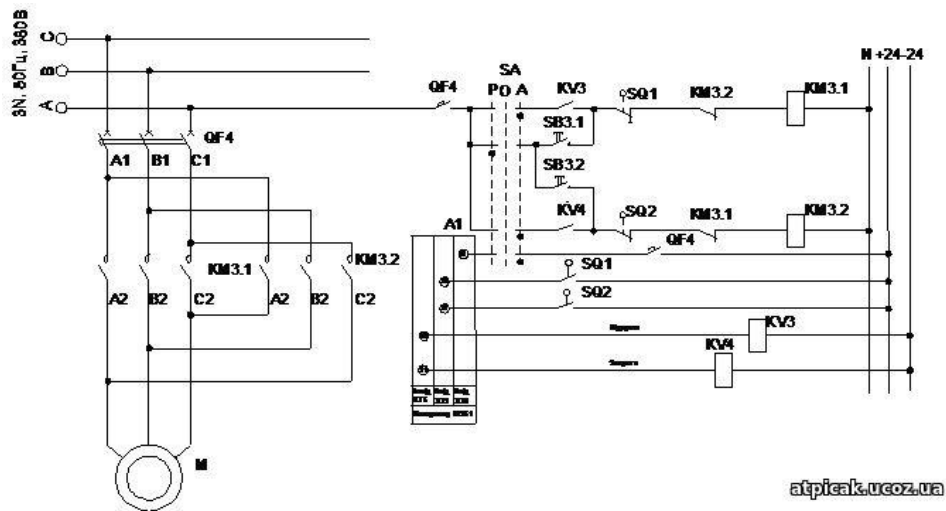 3N, 50Гц, 380В
C
B
A
QF4
A1
B1
C1
KM3.1
KM3.2
A2
B2
C2
A2
B2
C2
M
QF4
SA
P O A
KV3
SQ1
KM3.2
KM3.1
SB3.1
SB3.2
KV4
SQ2
KM3.1
KM3.2
N +24-24
A1
QF4
SQ1
SQ2
KV3
KV4
atpicak.ucoz.ua